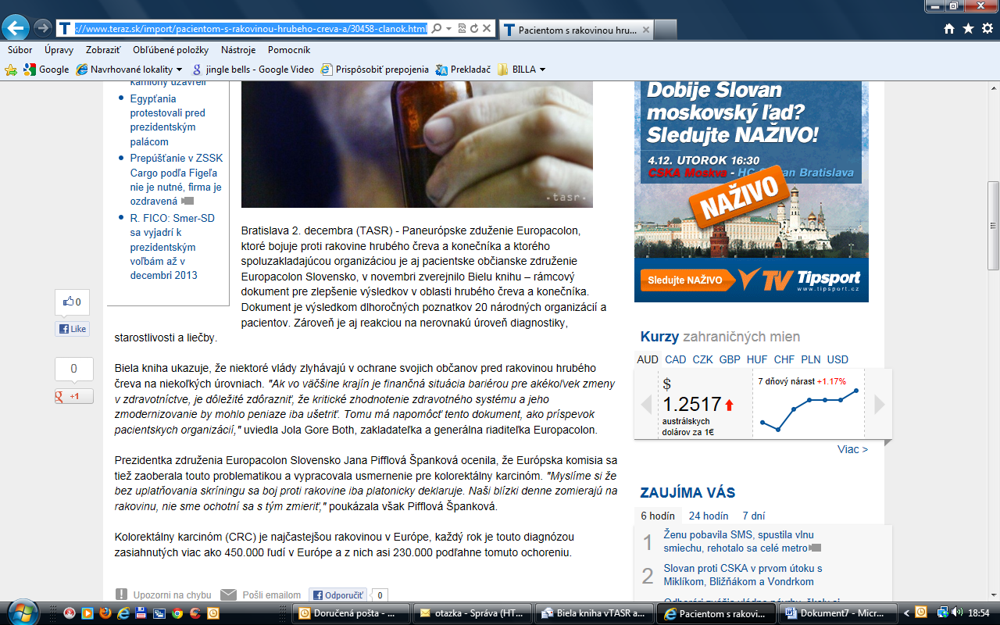 ://www.teraz.sk/import/pacientom-s-rakovinou-hrubeho-creva-a/30458-clanok.html
Pacientom s rakovinou hru...
Súbor Úpravy Zobraziť Obľúbené položky Nástroje Pomocník
Google Navrhované lokality jingle bells - Google Video Prispôsobiť prepojenia Prekladač BILLA
kamióny uzavreli
Egypťania
protestovali pred
prezidentským
palácom
Prepúšťanie v ZSSK
Cargo podľa Figeľa
nie je nutné, firma je
ozdravená
R. FICO: Smer-SD
sa vyjadrí k
prezidentským
voľbám až v
decembri 2013
tasr
0
Like
0
+1
Bratislava 2. decembra (TASR) - Paneurópske zduženie Europacolon,
ktoré bojuje proti rakovine hrubého čreva a konečníka a ktorého
spoluzakladajúcou organizáciou je aj pacientske občianske združenie
Europacolon Slovensko, v novembri zverejnilo Bielu knihu – rámcový
dokument pre zlepšenie výsledkov v oblasti hrubého čreva a konečníka.
Dokument je výsledkom dlhoročných poznatkov 20 národných organizácií a
pacientov. Zároveň je aj reakciou na nerovnakú úroveň diagnostiky,
starostlivosti a liečby.
Biela kniha ukazuje, že niektoré vlády zlyhávajú v ochrane svojich občanov pred rakovinou hrubého
čreva na niekoľkých úrovniach. "Ak vo väčšine krajín je finančná situácia bariérou pre akékoľvek zmeny
v zdravotníctve, je dôležité zdôrazniť, že kritické zhodnotenie zdravotného systému a jeho
zmodernizovanie by mohlo peniaze iba ušetriť. Tomu má napomôcť tento dokument, ako príspevok
pacientskych organizácií," uviedla Jola Gore Both, zakladateľka a generálna riaditeľka Europacolon.
Prezidentka združenia Europacolon Slovensko Jana Pifflová Španková ocenila, že Európska komisia sa
tiež zaoberala touto problematikou a vypracovala usmernenie pre kolorektálny karcinóm. "Myslíme si že
bez uplatňovania skríningu sa boj proti rakovine iba platonicky deklaruje. Naši blízki denne zomierajú na
rakovinu, nie sme ochotní sa s tým zmieriť," poukázala však Pifflová Španková.
Kolorektálny karcinóm (CRC) je najčastejšou rakovinou v Európe, každý rok je touto diagnózou
zasiahnutých viac ako 450.000 ľudí v Európe a z nich asi 230.000 podľahne tomuto ochoreniu.
Upozorni na chybu Pošli emailom Odporučiť 0
Dobije Slovan
moskovský ľad?
Sledujte NAŽIVO!
4.12. UTOROK 16:30
CSKA Moskva - HC Slovan Bratislava
NAŽIVO
Sledujte NAŽIVO TV Tipsport
www.tipsport.cz
Kurzy zahraničných mien
AUD CAD CZK GBP HUF CHF PLN USD
$
1.2517
austrálskych
dolárov za 1€
7 dňový nárast +1.17%
Viac >
ZAUJÍMA VÁS
6 hodín 24 hodín 7 dní
1 Ženu pobavila SMS, spustila vlnu
smiechu, rehotalo sa celé metro
2 Slovan proti CSKA v prvom útoku s
Miklíkom, Bližňákom a Vondrkom
Doručená pošta - ... otazka - Správa (HT... Biela kniha vTASR a... Pacientom s rakovi... Dokument7 - Micr... 18:54